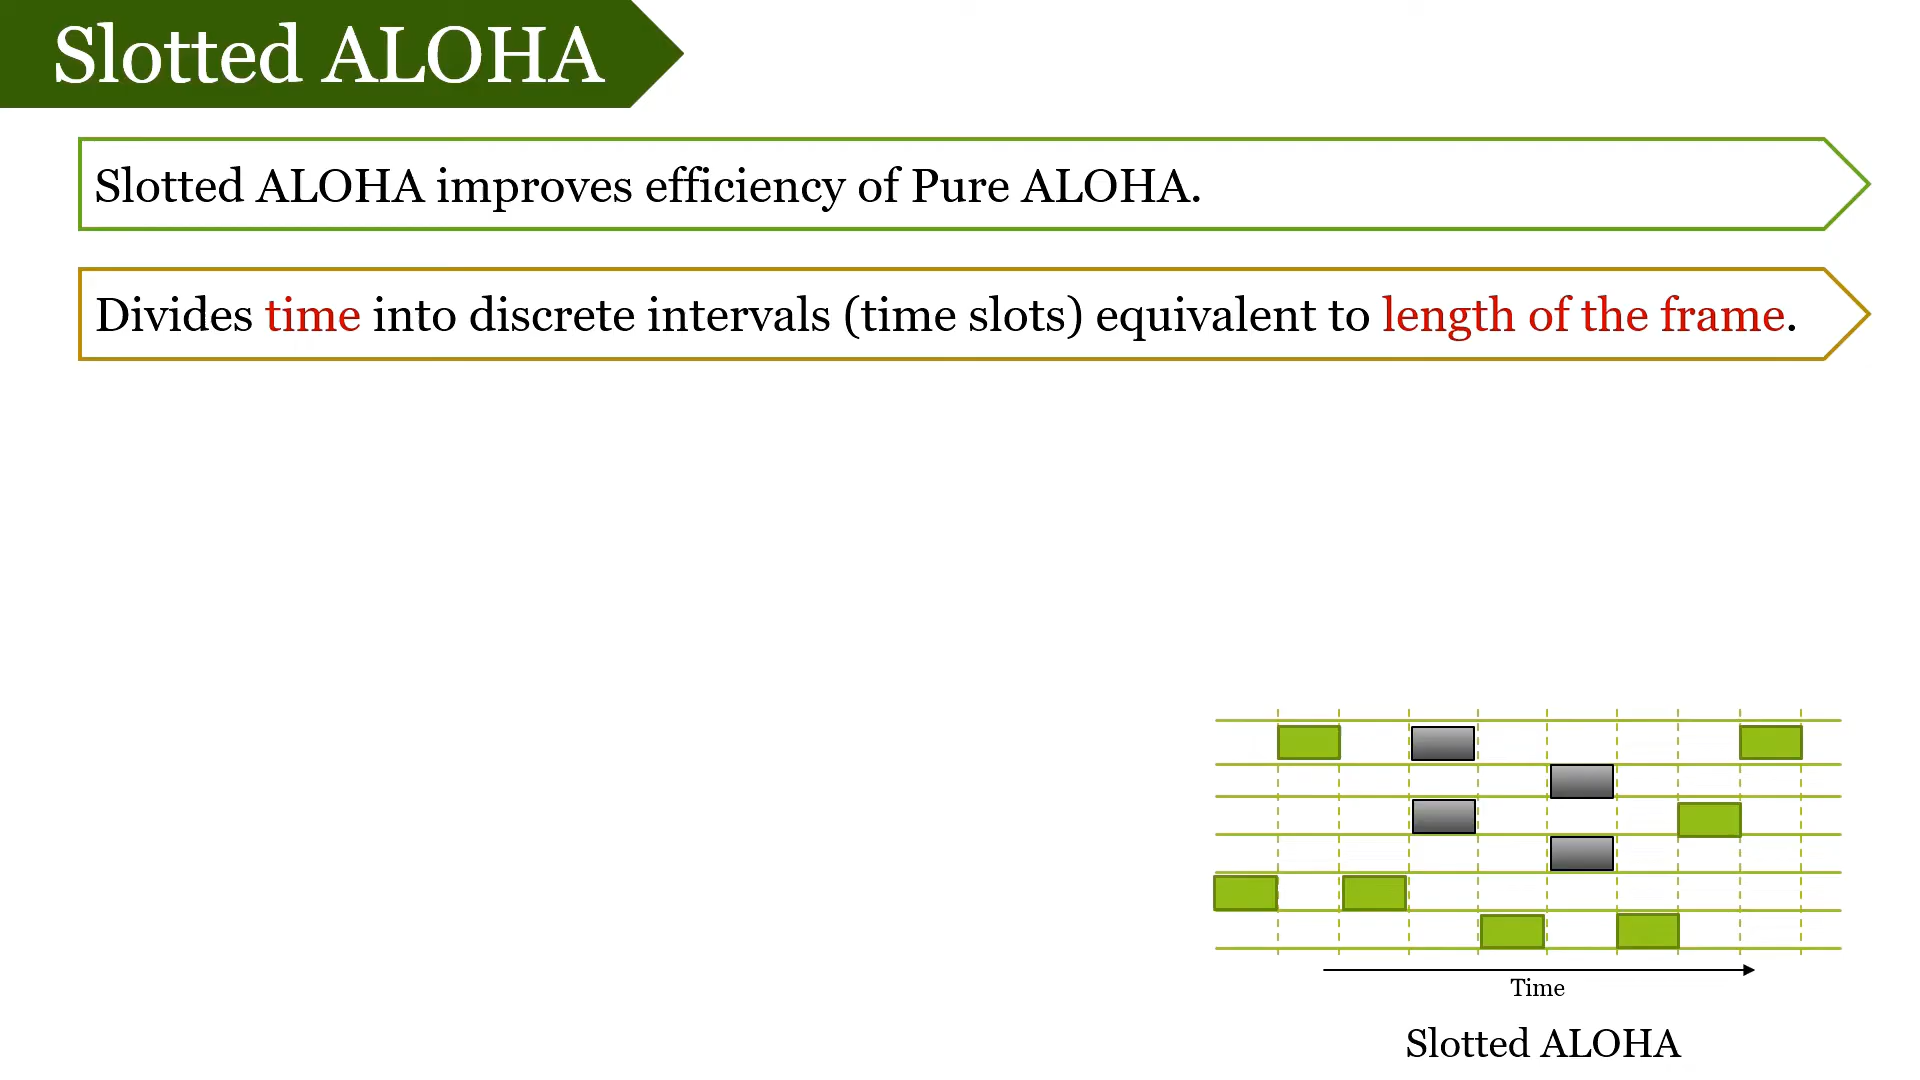 Slotted ALOHA
Slotted ALOHA improves efficiency of Pure ALOHA.
Divides time into discrete intervals (time slots) equivalent to length of the frame.
Time
Slotted ALOHA